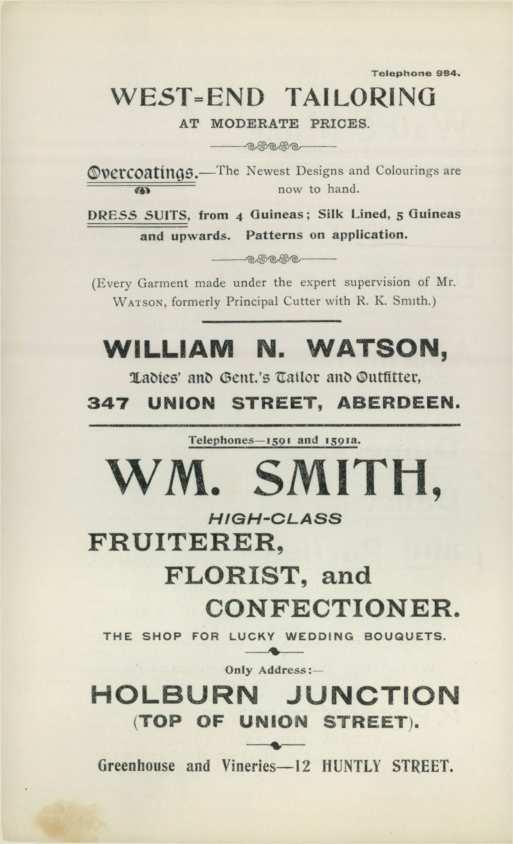 Telephone 984.
WEST=END TAILORING
AT MODERATE PRICES.
Overcoatings.—The Newest Designs and Colourings are
now to hand.
DRESS SUITS, from 4 Guineas; Silk Lined, 5 Guineas
and upwards. Patterns on application.
(Every Garment made under the expert supervision of Mr.
WATSON, formerly Principal Cutter with R. K. Smith.)
WILLIAM N. WATSON,
Ladies' and Gent.'s Tailor and Outfitter,
347 UNION STREET, ABERDEEN.
Telephones—1591 and 1591a.
WM. SMITH,
HIGH-CLASS
FRUITERER,
FLORIST, and
CONFECTIONER.
THE SHOP FOR LUCKY WEDDING BOUQUETS.
Only Address:—
HOLBURN JUNCTION
(TOP OF UNION STREET).
Greenhouse and Vineries—12 HUNTLY STREET.